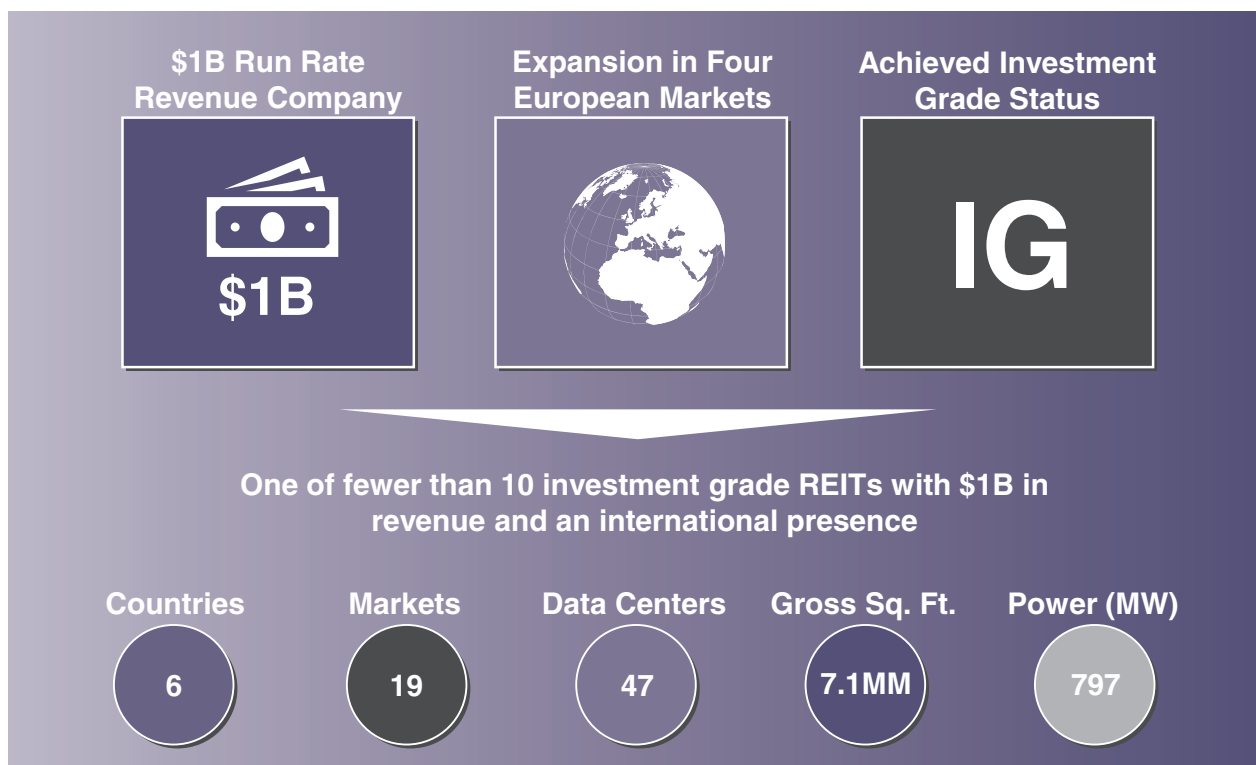 $1B Run Rate
Revenue Company
Expansion in Four
European Markets
Achieved Investment
Grade Status
$1B
IG
One of fewer than 10 investment grade REITs with $1B in
revenue and an international presence
Countries
6
Markets
19
Data Centers
47
Gross Sq. Ft.
7.1MM
Power (MW)
797